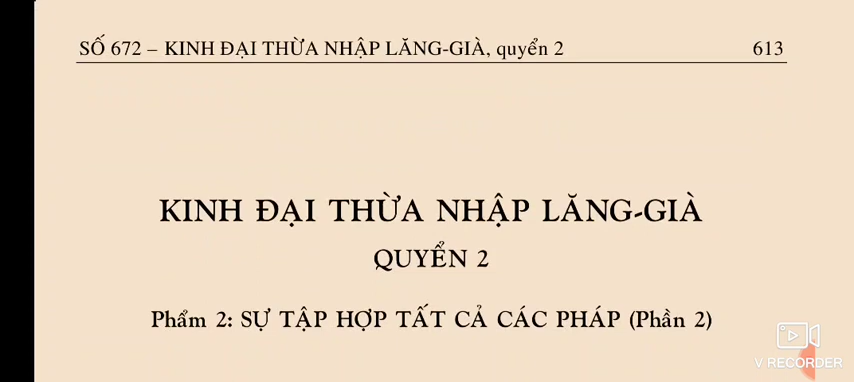 SỐ 672 – KINH ĐẠI THỪA NHẬP LĂNG-GIÀ, quyển 2 613
KINH ĐẠI THỪA NHẬP LĂNG-GIÀ
QUYỂN 2
Phẩm 2: SỰ TẬP HỢP TẤT CẢ CÁC PHÁP (Phần 2)
V RECORDER